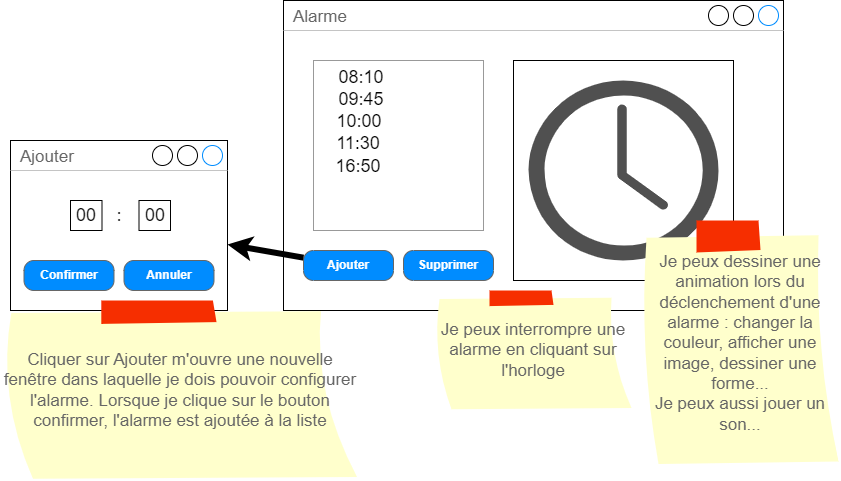 Alarme
08:10
09:45
10:00
11:30
16:50
Ajouter
Supprimer
Ajouter
00 : 00
Confirmer
Annuler
Cliquer sur Ajouter m'ouvre une nouvelle
fenêtre dans laquelle je dois pouvoir configurer
l'alarme. Lorsque je clique sur le bouton
confirmer, l'alarme est ajoutée à la liste
Je peux interrompre une
alarme en cliquant sur
l'horloge
Je peux dessiner une
animation lors du
déclenchement d'une
alarme : changer la
couleur, afficher une
image, dessiner une
forme...
Je peux aussi jouer un
son...